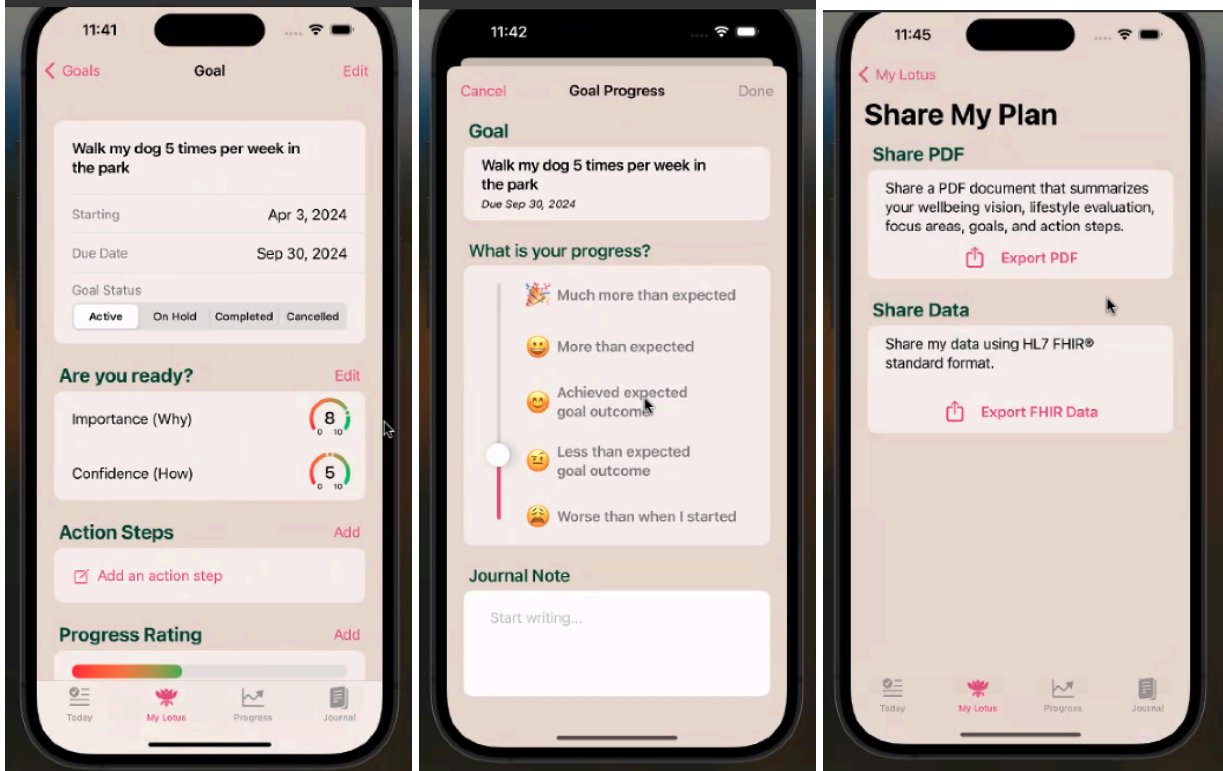 11:41
Goals
Goal
Edit
Walk my dog 5 times per week in
the park
Starting
Apr 3, 2024
Due Date
Sep 30, 2024
Goal Status
Active
On Hold
Completed
Cancelled
Are you ready?
Edit
Importance (Why)
8
0 10
Confidence (How)
5
0 10
Action Steps
Add
Add an action step
Progress Rating
Add
Today
My Lotus
Progress
Journal
11:42
Cancel
Goal Progress
Done
Goal
Walk my dog 5 times per week in
the park
Due Sep 30, 2024
What is your progress?
Much more than expected
More than expected
Achieved expected
goal outcome
Less than expected
goal outcome
Worse than when I started
Journal Note
Start writing...
11:45
My Lotus
Share My Plan
Share PDF
Share a PDF document that summarizes
your wellbeing vision, lifestyle evaluation,
focus areas, goals, and action steps.
Export PDF
Share Data
Share my data using HL7 FHIR®
standard format.
Export FHIR Data
Today
My Lotus
Progress
Journal